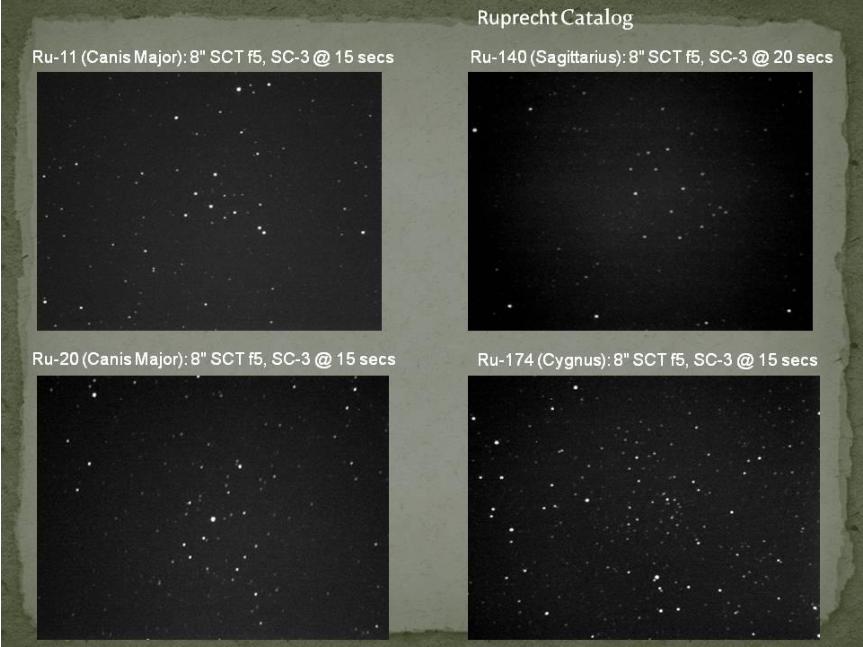 Ruprecht Catalog
Ru-11 (Canis Major): 8" SCT f5, SC-3 @ 15 secs
Ru-140 (Sagittarius): 8" SCT f5, SC-3 @ 20 secs
Ru-20 (Canis Major): 8" SCT f5, SC-3 @ 15 secs
Ru-174 (Cygnus): 8" SCT f5, SC-3 @ 15 secs